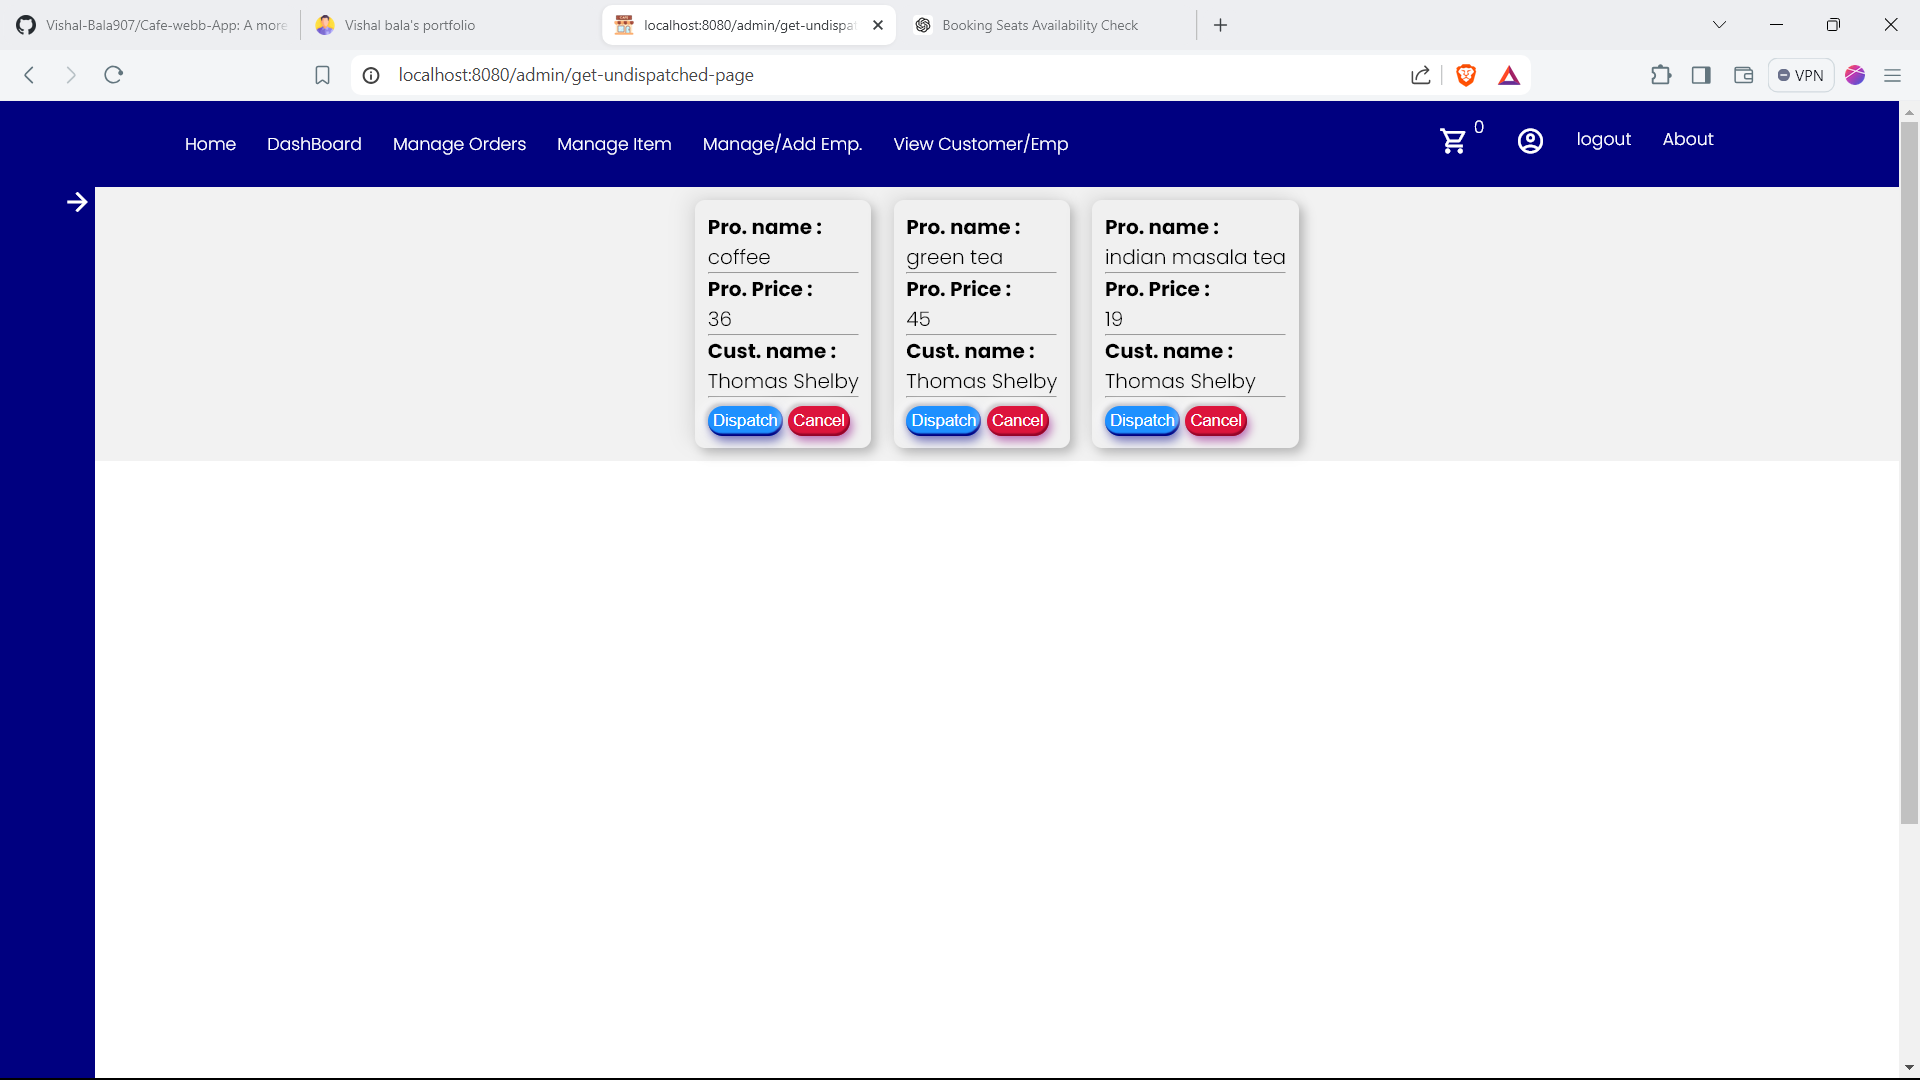 Vishal-Bala907/Cafe-webb-App: A more
Vishal bala's portfolio
localhost:8080/admin/get-undispat
Booking Seats Availability Check
localhost:8080/admin/get-undispatched-page
VPN
Home DashBoard Manage Orders Manage Item Manage/Add Emp. View Customer/Emp
0
logout About
Pro. name :
coffee
Pro. Price :
36
Cust. name :
Thomas Shelby
Dispatch Cancel
Pro. name :
green tea
Pro. Price :
45
Cust. name :
Thomas Shelby
Dispatch Cancel
Pro. name :
indian masala tea
Pro. Price :
19
Cust. name :
Thomas Shelby
Dispatch Cancel